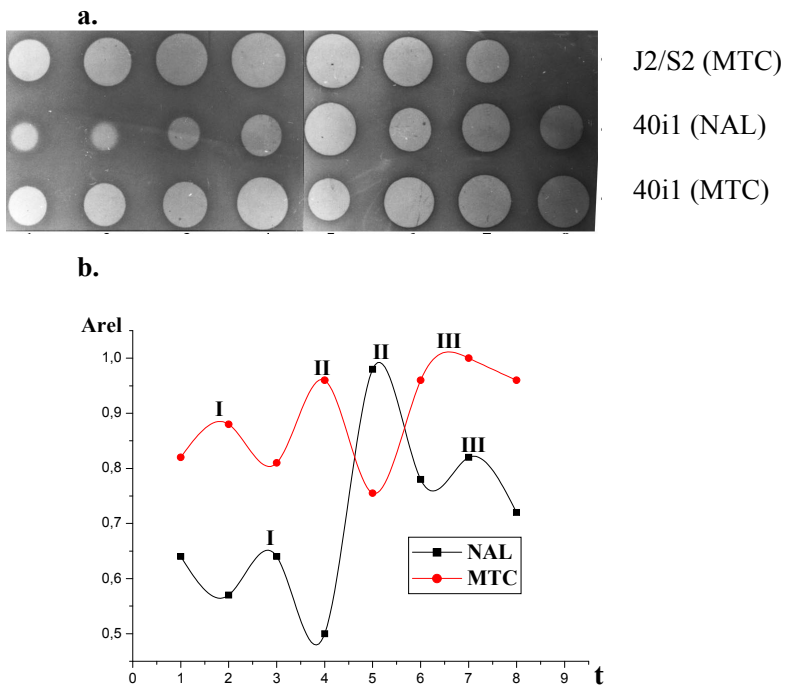 a.
J2/S2 (MTC)
40i1 (NAL)
40i1 (MTC)
b.
Arel
1,0
0,9
0,8
0,7
0,6
0,5
I
II
II
III
I
III
NAL
MTC
0 1 2 3 4 5 6 7 8 9 t